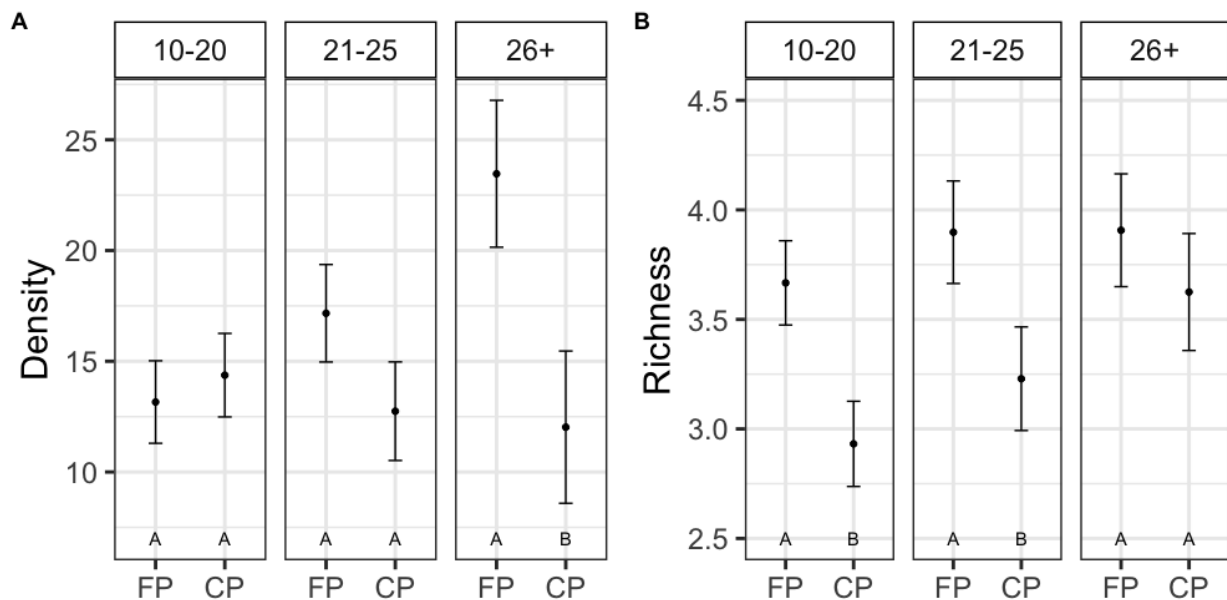 A
10-20 21-25 26+
Density
25
20
15
10
A A A A A B
FP CP FP CP FP CP
B
10-20 21-25 26+
Richness
4.5
4.0
3.5
3.0
2.5
A B A B A A
FP CP FP CP FP CP